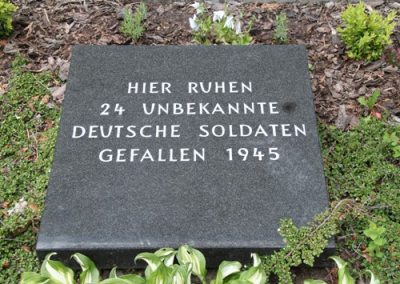 HIER RUHEN
24 UNBEKANNTE
DEUTSCHE SOLDATEN
GEFALLEN 1945